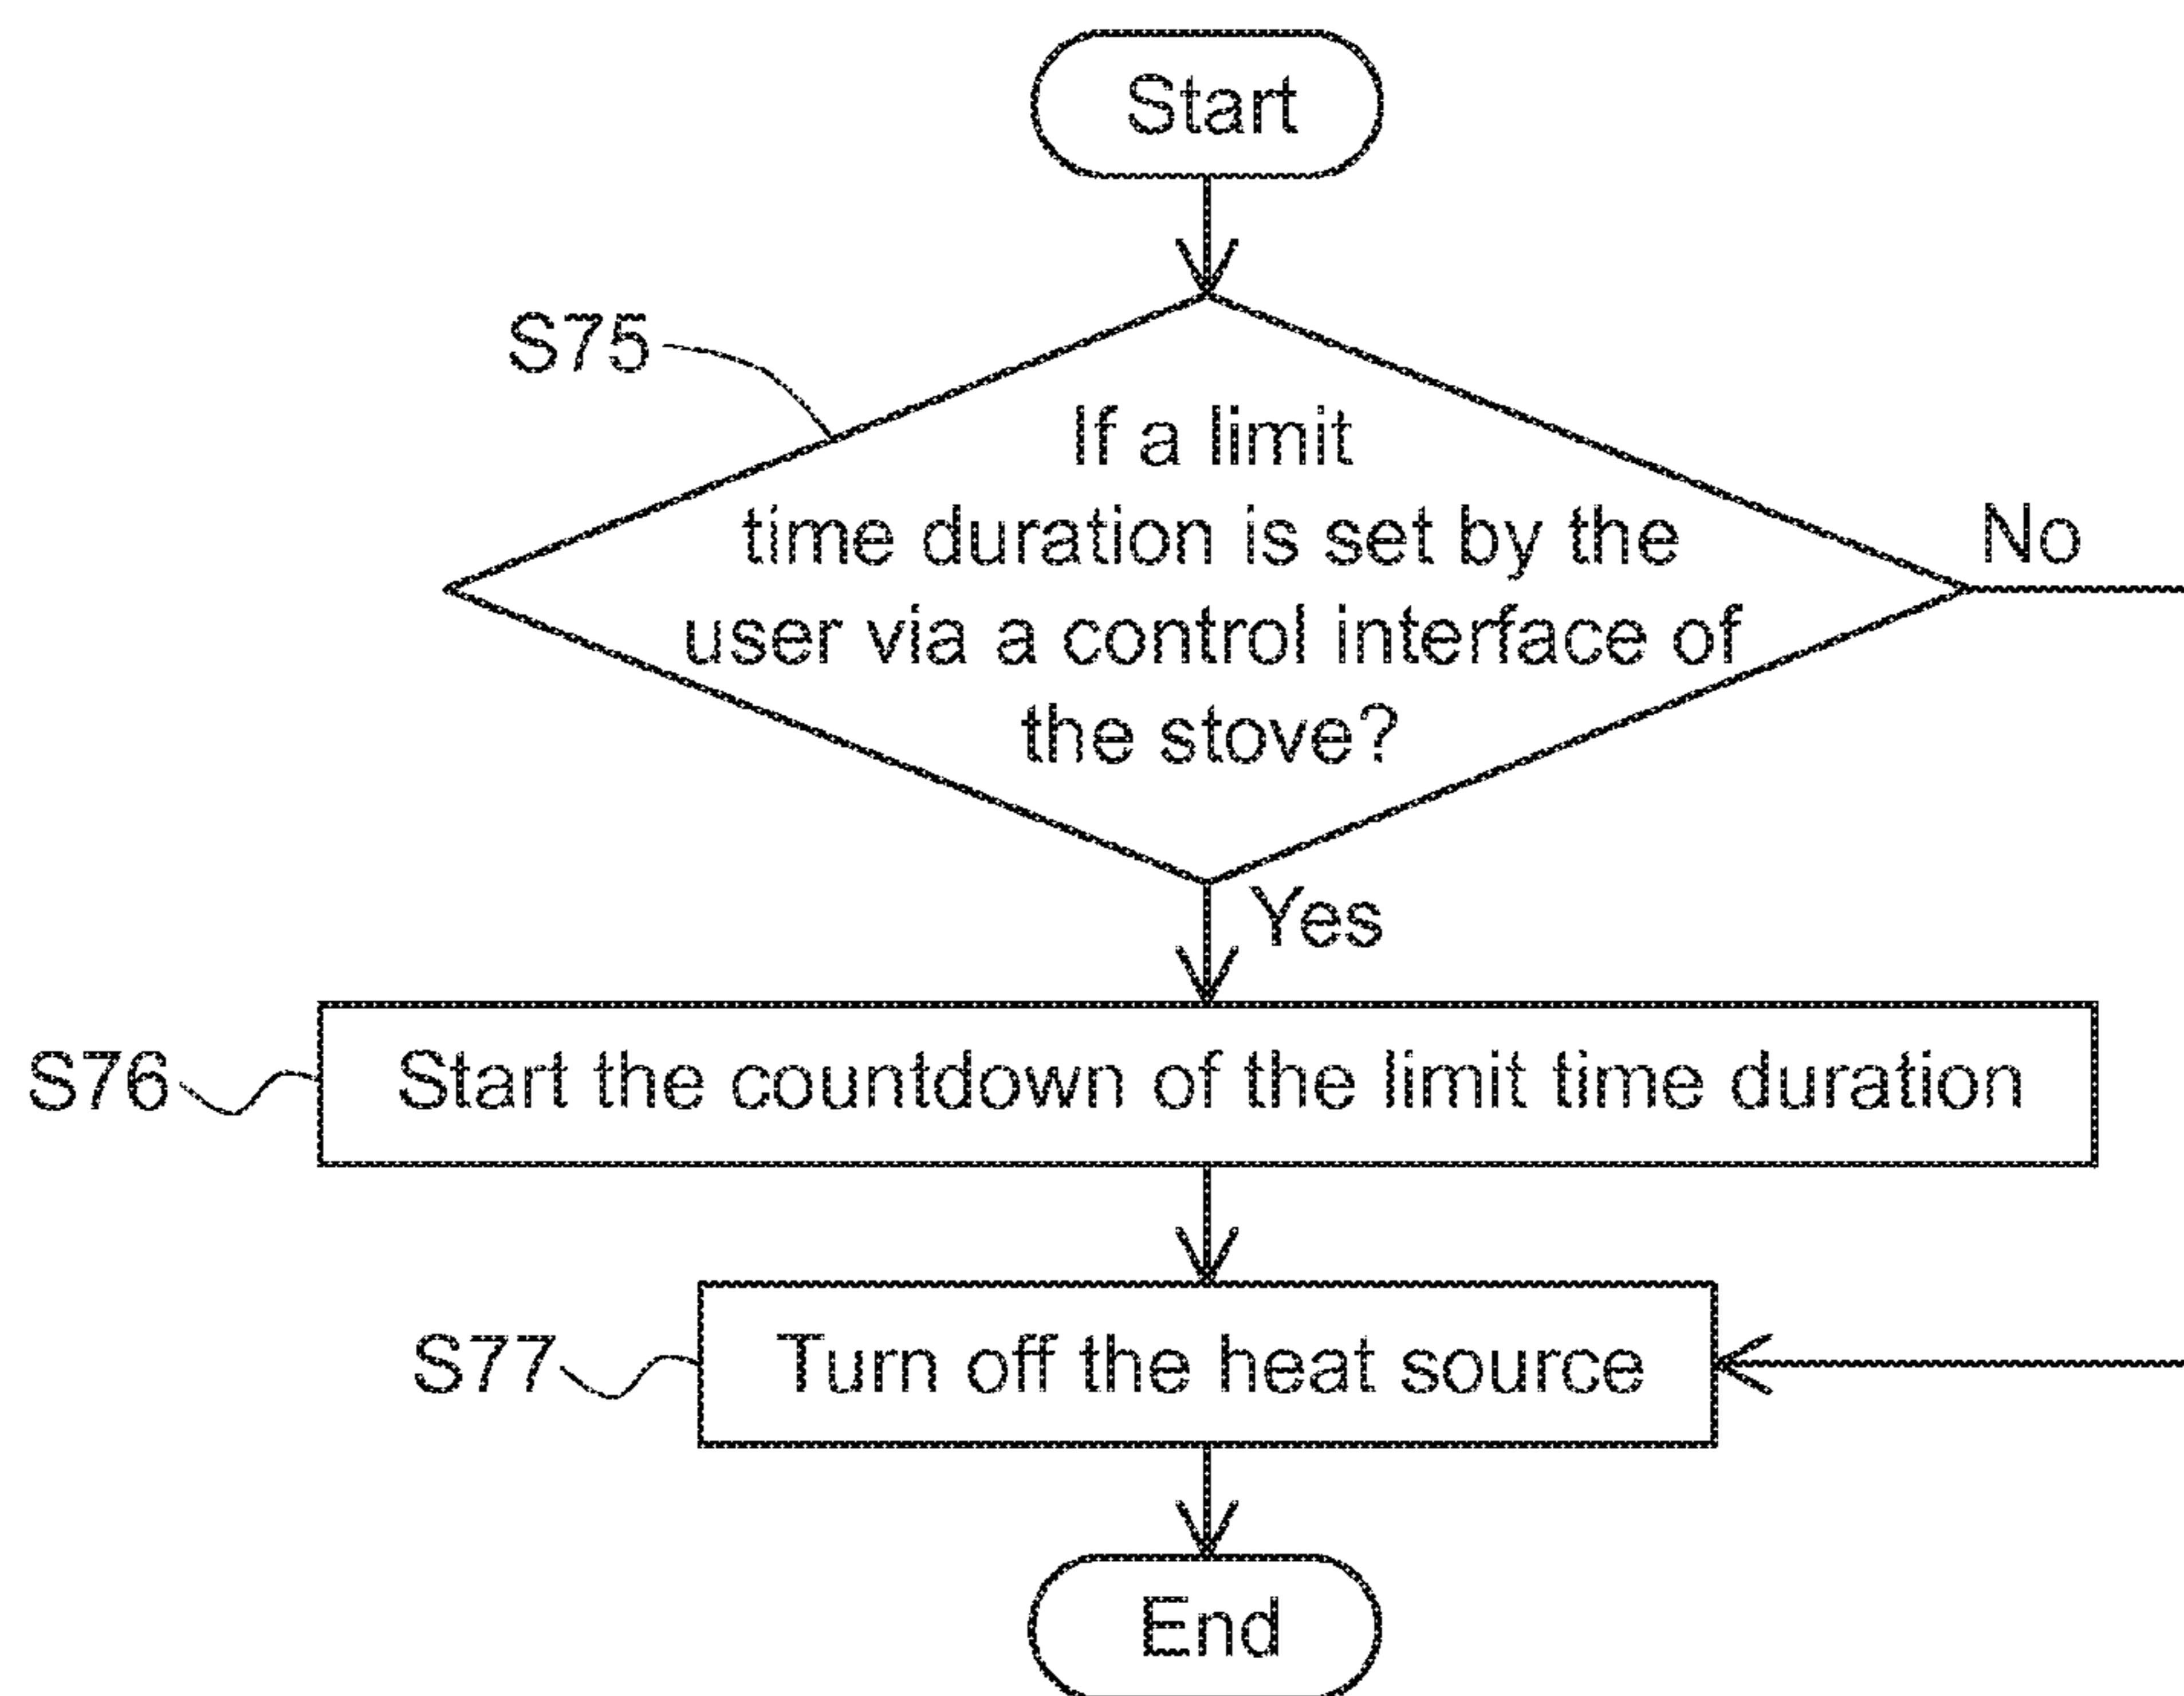 Start
S75
If a limit
time duration is set by the
user via a control interface of
the stove?
No
Yes
S76
Start the countdown of the limit time duration
S77
Turn off the heat source
End